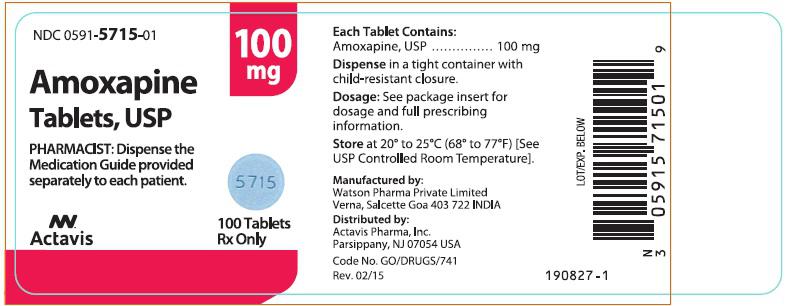 NDC 0591-5715-01
100
mg
Amoxapine
Tablets, USP
PHARMACIST: Dispense the
Medication Guide provided
separately to each patient.
5715
Actavis
100 Tablets
Rx Only
Each Tablet Contains:
Amoxapine, USP ............... 100 mg
Dispense in a tight container with
child-resistant closure.
Dosage: See package insert for
dosage and full prescribing
information.
Store at 20° to 25°C (68° to 77°F) [See
USP Controlled Room Temperature].
Manufactured by:
Watson Pharma Private Limited
Verna, Salcette Goa 403 722 INDIA
Distributed by:
Actavis Pharma, Inc.
Parsippany, NJ 07054 USA
Code No. GO/DRUGS/741
Rev. 02/15
190827-1
LOT/EXP. BELOW
N
3 05915 71501 9